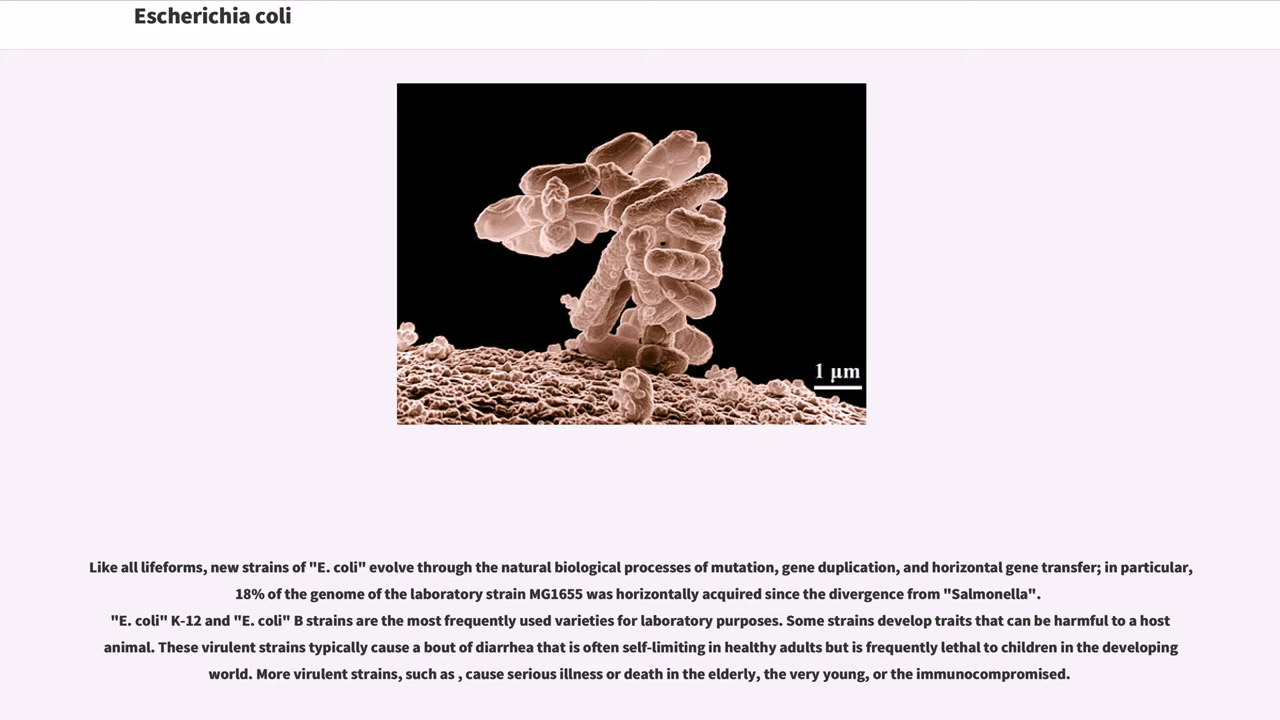 Escherichia coli
1 µm
Like all lifeforms, new strains of "E. coli" evolve through the natural biological processes of mutation, gene duplication, and horizontal gene transfer; in particular,
18% of the genome of the laboratory strain MG1655 was horizontally acquired since the divergence from "Salmonella".
"E. coli" K-12 and "E. coli" B strains are the most frequently used varieties for laboratory purposes. Some strains develop traits that can be harmful to a host
animal. These virulent strains typically cause a bout of diarrhea that is often self-limiting in healthy adults but is frequently lethal to children in the developing
world. More virulent strains, such as , cause serious illness or death in the elderly, the very young, or the immunocompromised.